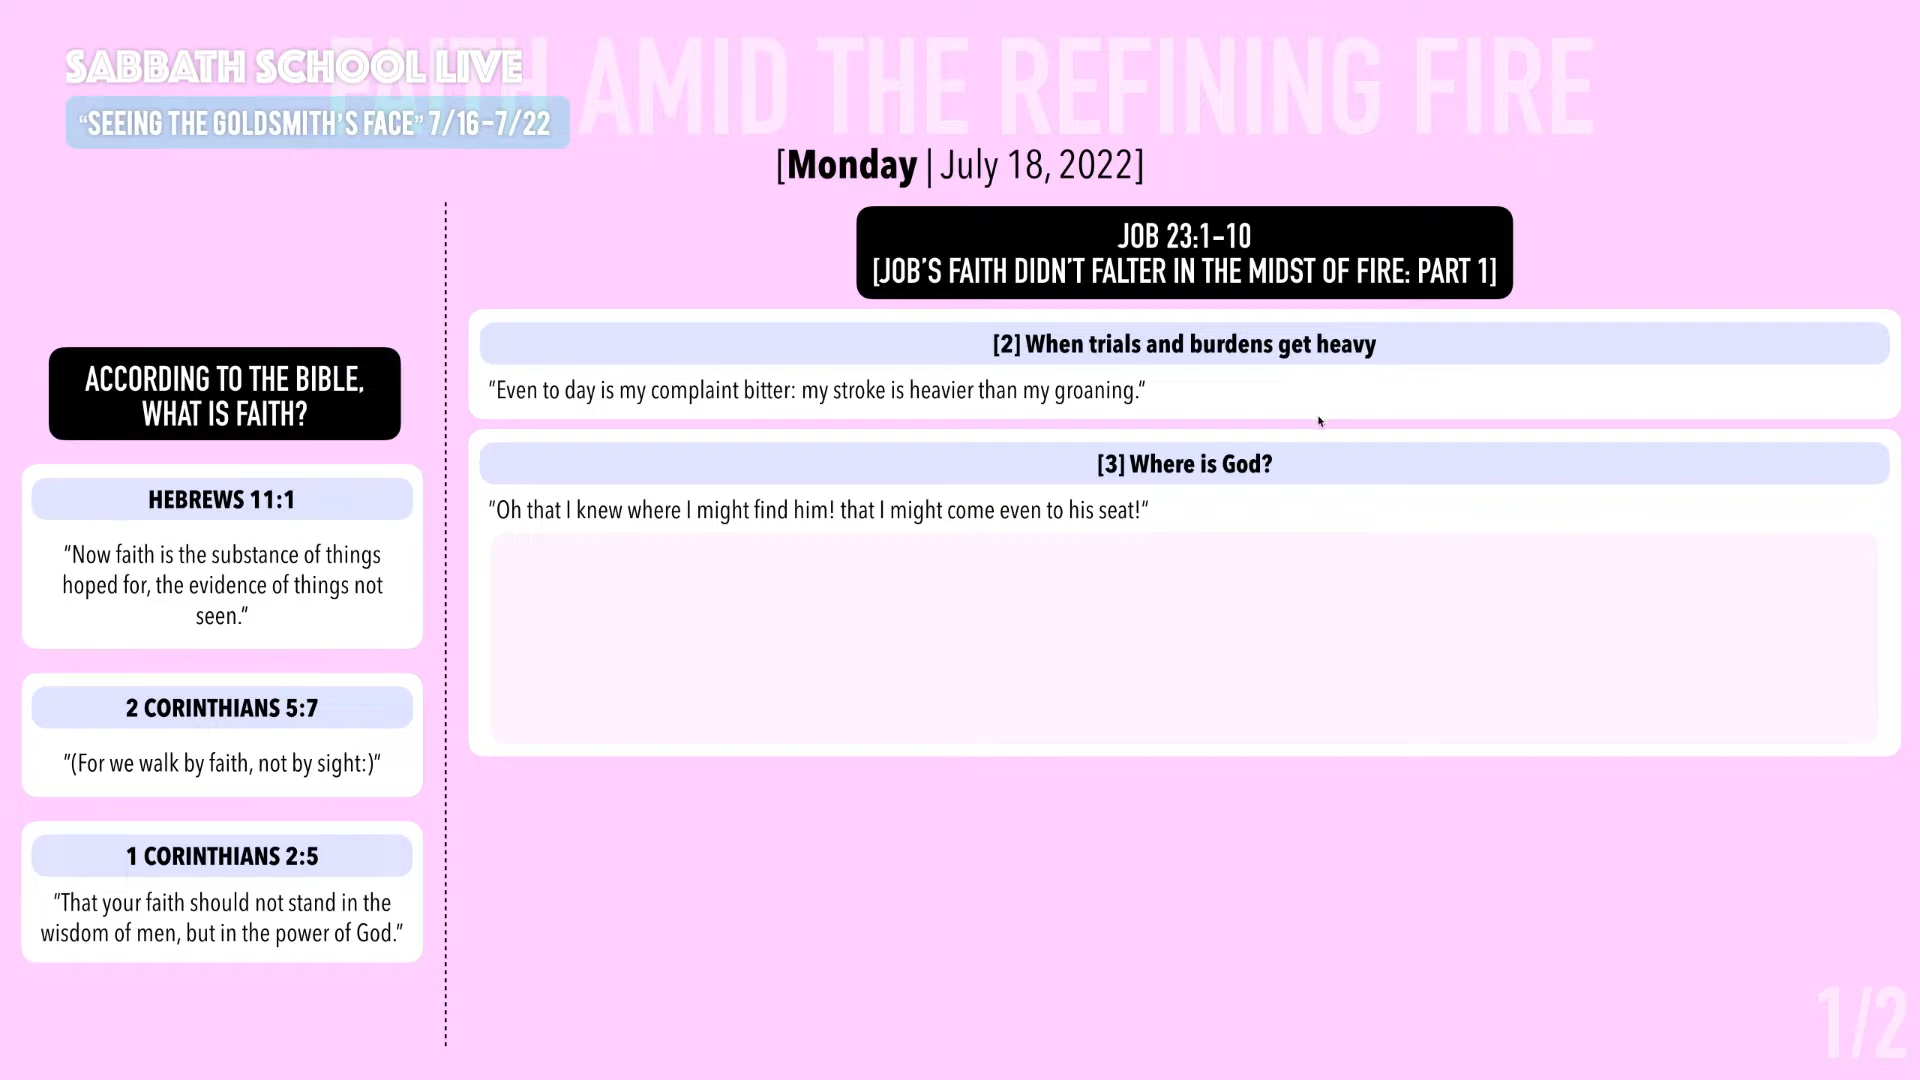 FAITH AMID THE REFINING FIRE
SABBATH SCHOOL LIVE
“SEEING THE GOLDSMITH’S FACE” 7/16–7/22
[Monday | July 18, 2022]
ACCORDING TO THE BIBLE,
WHAT IS FAITH?
HEBREWS 11:1
“Now faith is the substance of things
hoped for, the evidence of things not
seen.”
2 CORINTHIANS 5:7
“(For we walk by faith, not by sight:)”
1 CORINTHIANS 2:5
“That your faith should not stand in the
wisdom of men, but in the power of God.”
JOB 23:1–10
[JOB’S FAITH DIDN’T FALTER IN THE MIDST OF FIRE: PART 1]
[2] When trials and burdens get heavy
“Even to day is my complaint bitter: my stroke is heavier than my groaning.”
[3] Where is God?
“Oh that I knew where I might find him! that I might come even to his seat!”
1/2